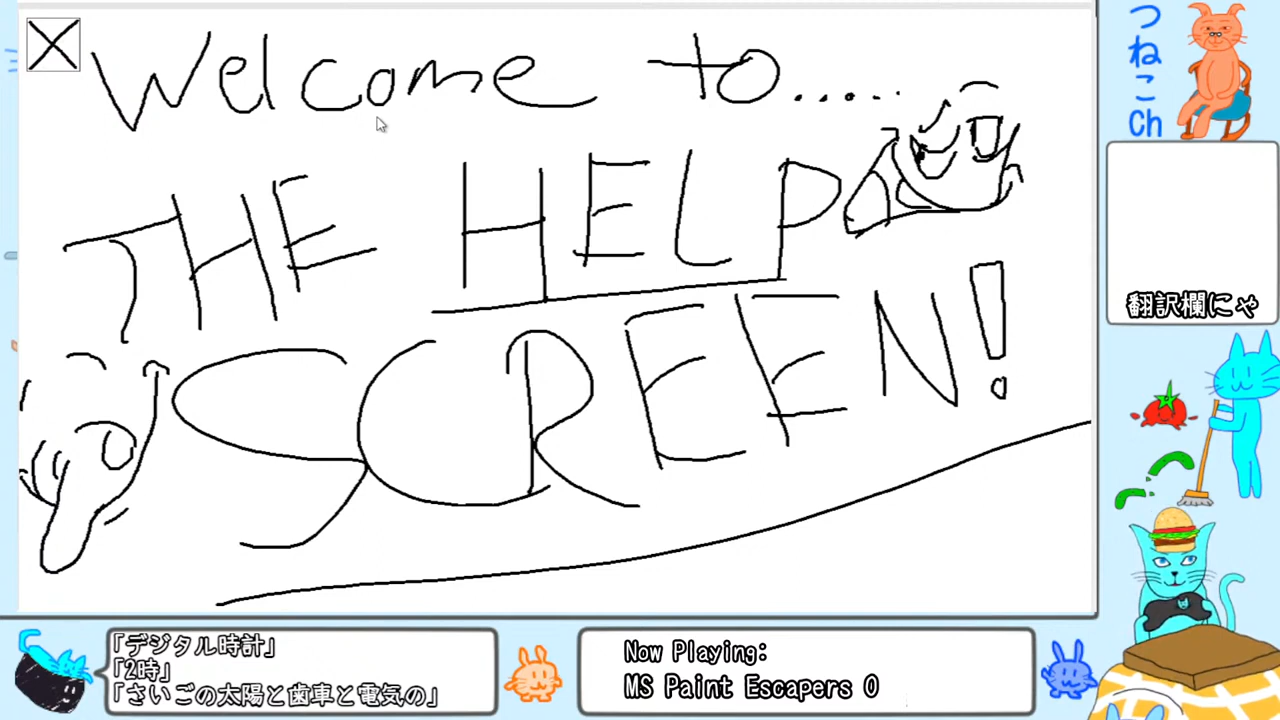 Welcome to.....
THE HELP
SCREEN!
つねこCh
翻訳欄にゃ
「デジタル時計」
「2時」
「さいごの太陽と歯車と電気の」
Now Playing:
MS Paint Escapers 0